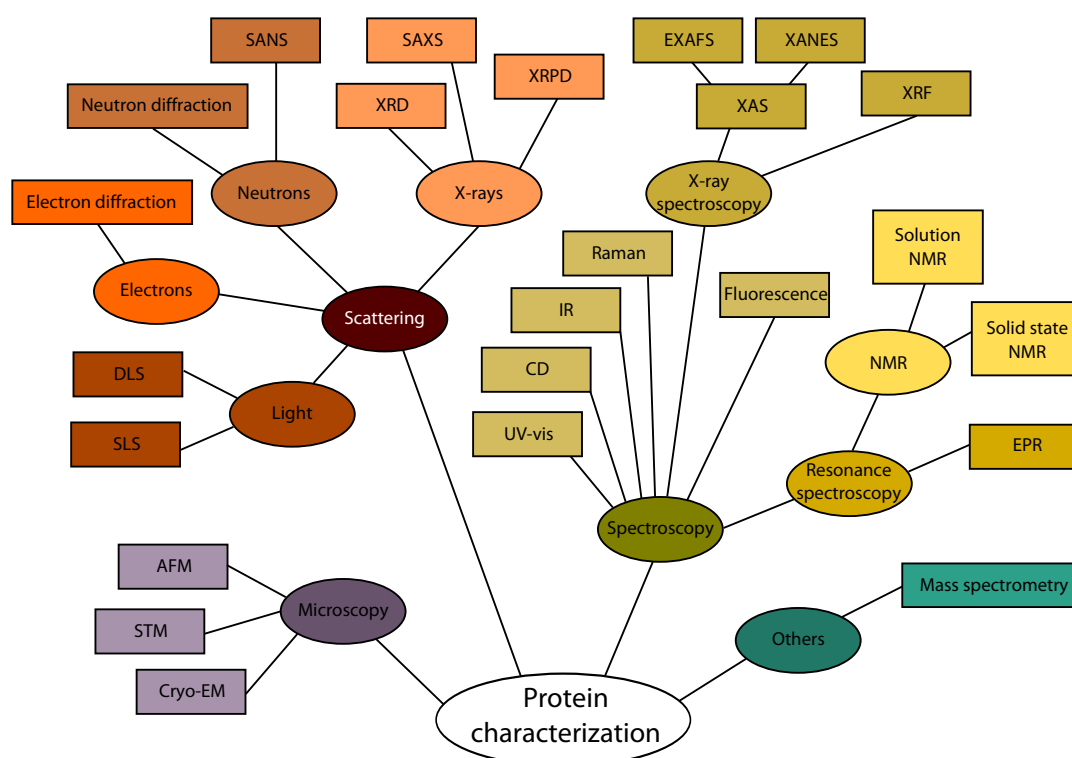 SANS
SAXS
EXAFS
XANES
XRPD
Neutron diffraction
XRD
XAS
XRF
Neutrons
X-rays
X-ray
spectroscopy
Electron diffraction
Solution
NMR
Raman
Electrons
Fluorescence
IR
Scattering
Solid state
NMR
NMR
DLS
CD
Light
SLS
UV-vis
EPR
Resonance
spectroscopy
Spectroscopy
AFM
Mass spectrometry
Microscopy
STM
Others
Cryo-EM
Protein
characterization